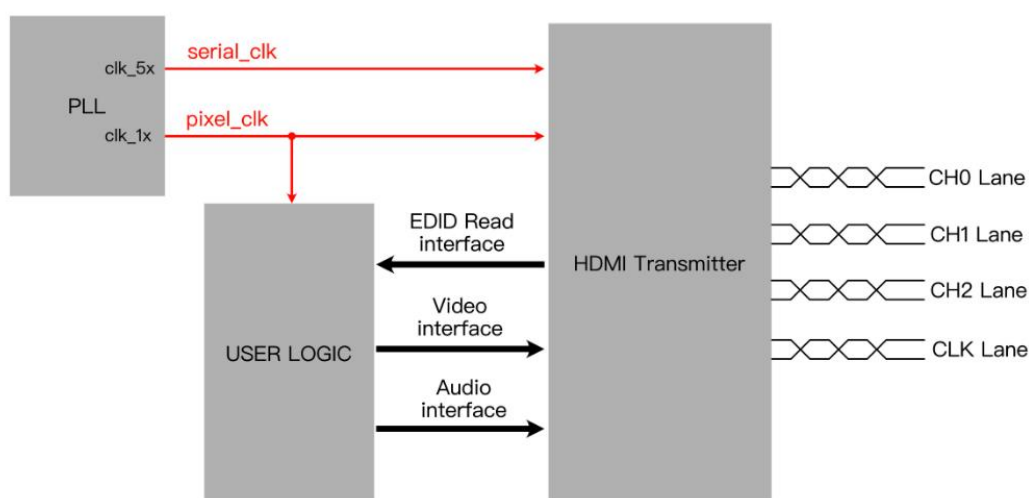 serial_clk
clk_5x
PLL
pixel_clk
clk_1x
CH0 Lane
EDID Read
interface
CH1 Lane
HDMI Transmitter
CH2 Lane
Video
interface
USER LOGIC
CLK Lane
Audio
interface